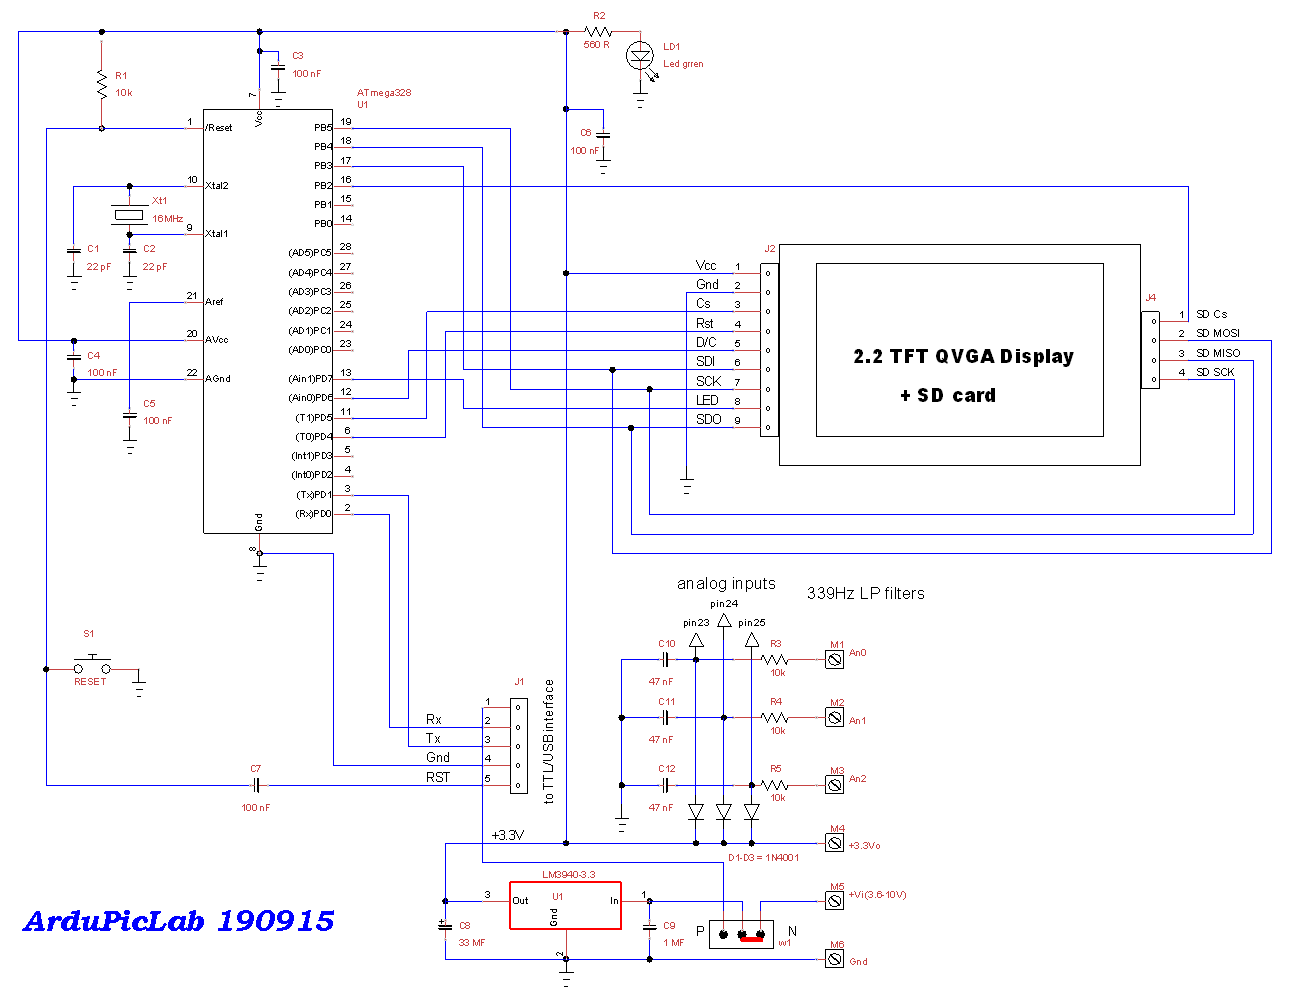 R2
560 R
LD1
Led grren
C3
100 nF
R1
10k
ATmega328
U1
7
Vcc
C6
100 nF
1
/Reset
10
Xtal2
Xt1
16MHz
9
Xtal1
C1
22 pF
C2
22 pF
21
Aref
20
AVcc
C4
100 nF
22
AGnd
C5
100 nF
PB5
19
PB4
18
PB3
17
PB2
16
PB1
15
PB0
14
(AD5)PC5
28
(AD4)PC4
27
(AD3)PC3
26
(AD2)PC2
25
(AD1)PC1
24
(AD0)PC0
23
(Ain1)PD7
13
(Ain0)PD6
12
(T1)PD5
11
(T0)PD4
6
(Int1)PD3
5
(Int0)PD2
4
(Tx)PD1
3
(Rx)PD0
2
Gnd
8
J2
Vcc 1
Gnd 2
Cs 3
Rst 4
D/C 5
SDI 6
SCK 7
LED 8
SDO 9
2.2 TFT QVGA Display
+ SD card
J4
1 SD Cs
2 SD MOSI
3 SD MISO
4 SD SCK
S1
RESET
C7
100 nF
J1
1
Rx 2
Tx 3
Gnd 4
RST 5
to TTL/USB interface
analog inputs
339Hz LP filters
pin24
pin23
pin25
C10
47 nF
R3
10k
M1
An0
C11
47 nF
R4
10k
M2
An1
C12
47 nF
R5
10k
M3
An2
+3.3V
M4
+3.3Vo
D1-D3 = 1N4001
LM3940-3.3
3
Out
U1
In
1
Gnd
2
C8
+
33 MF
C9
1 MF
P
N
w1
M5
+Vi(3.6-10V)
M6
Gnd
ArduPicLab 190915